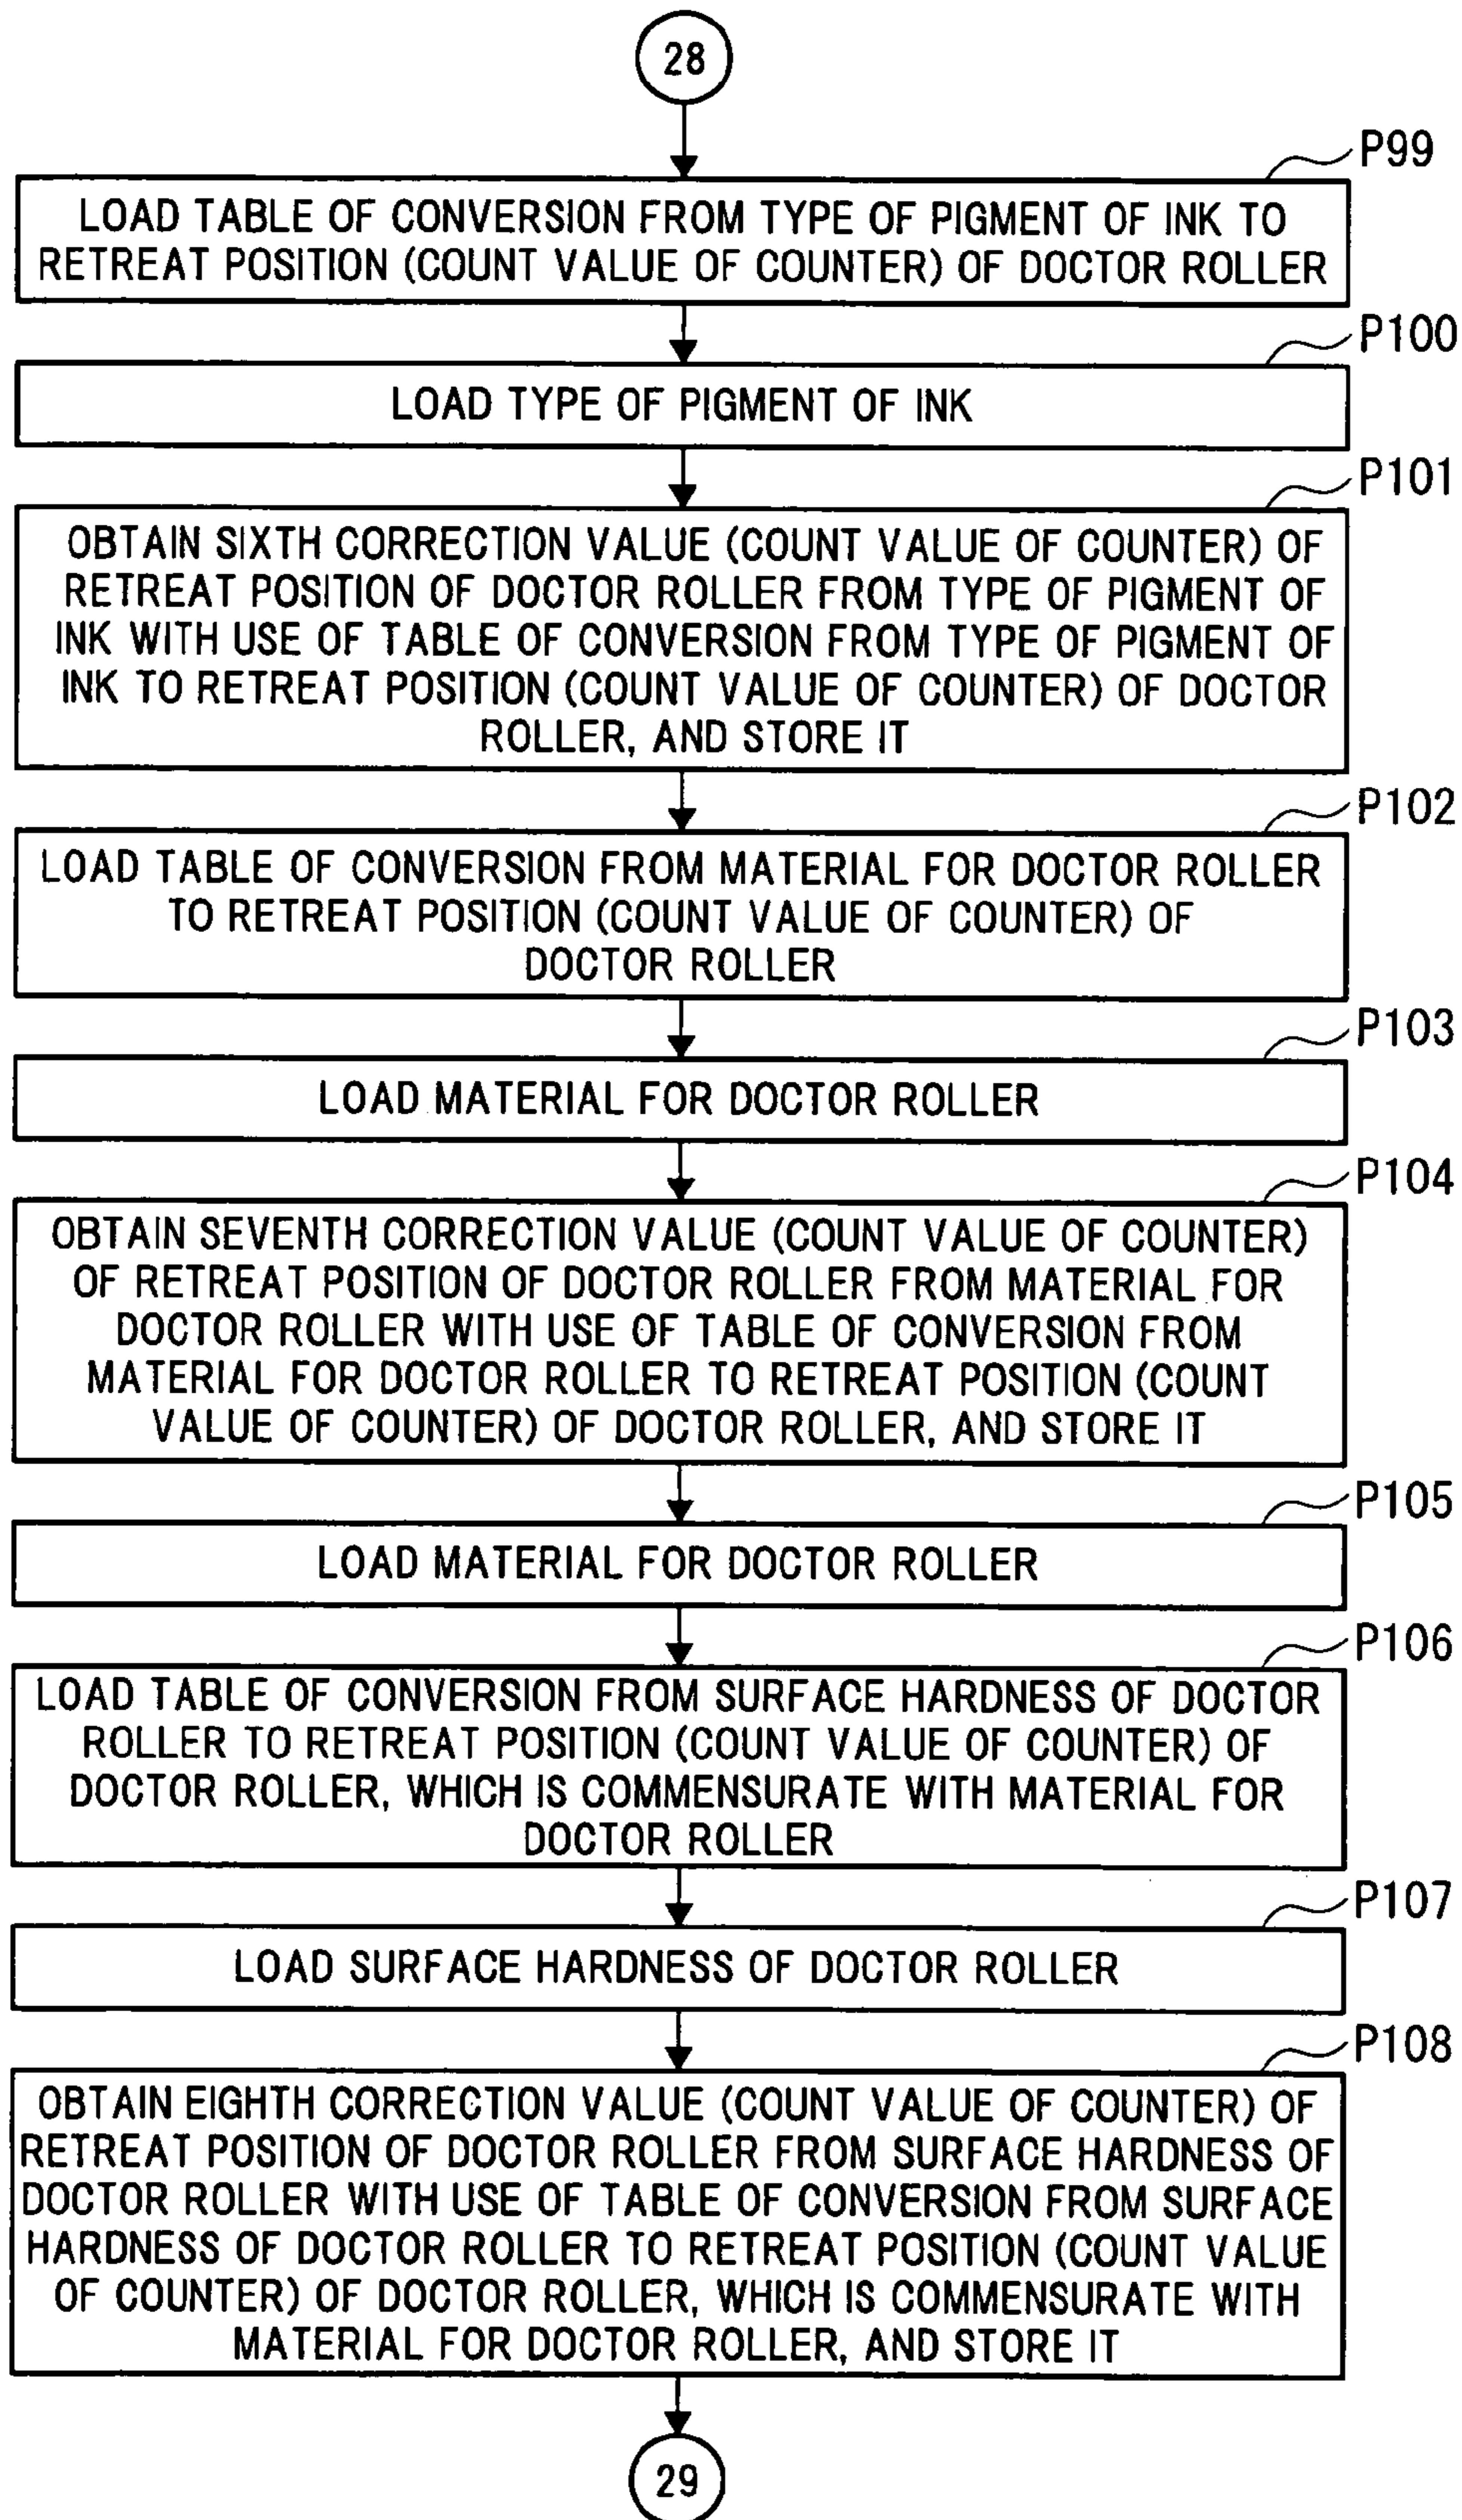 28
P99
LOAD TABLE OF CONVERSION FROM TYPE OF PIGMENT OF INK TO
RETREAT POSITION (COUNT VALUE OF COUNTER) OF DOCTOR ROLLER
P100
LOAD TYPE OF PIGMENT OF INK
P101
OBTAIN SIXTH CORRECTION VALUE (COUNT VALUE OF COUNTER) OF
RETREAT POSITION OF DOCTOR ROLLER FROM TYPE OF PIGMENT OF
INK WITH USE OF TABLE OF CONVERSION FROM TYPE OF PIGMENT OF
INK TO RETREAT POSITION (COUNT VALUE OF COUNTER) OF DOCTOR
ROLLER, AND STORE IT
P102
LOAD TABLE OF CONVERSION FROM MATERIAL FOR DOCTOR ROLLER
TO RETREAT POSITION (COUNT VALUE OF COUNTER) OF
DOCTOR ROLLER
P103
LOAD MATERIAL FOR DOCTOR ROLLER
P104
OBTAIN SEVENTH CORRECTION VALUE (COUNT VALUE OF COUNTER)
OF RETREAT POSITION OF DOCTOR ROLLER FROM MATERIAL FOR
DOCTOR ROLLER WITH USE OF TABLE OF CONVERSION FROM
MATERIAL FOR DOCTOR ROLLER TO RETREAT POSITION (COUNT
VALUE OF COUNTER) OF DOCTOR ROLLER, AND STORE IT
P105
LOAD MATERIAL FOR DOCTOR ROLLER
P106
LOAD TABLE OF CONVERSION FROM SURFACE HARDNESS OF DOCTOR
ROLLER TO RETREAT POSITION (COUNT VALUE OF COUNTER) OF
DOCTOR ROLLER, WHICH IS COMMENSURATE WITH MATERIAL FOR
DOCTOR ROLLER
P107
LOAD SURFACE HARDNESS OF DOCTOR ROLLER
P108
OBTAIN EIGHTH CORRECTION VALUE (COUNT VALUE OF COUNTER) OF
RETREAT POSITION OF DOCTOR ROLLER FROM SURFACE HARDNESS OF
DOCTOR ROLLER WITH USE OF TABLE OF CONVERSION FROM SURFACE
HARDNESS OF DOCTOR ROLLER TO RETREAT POSITION (COUNT VALUE
OF COUNTER) OF DOCTOR ROLLER, WHICH IS COMMENSURATE WITH
MATERIAL FOR DOCTOR ROLLER, AND STORE IT
29